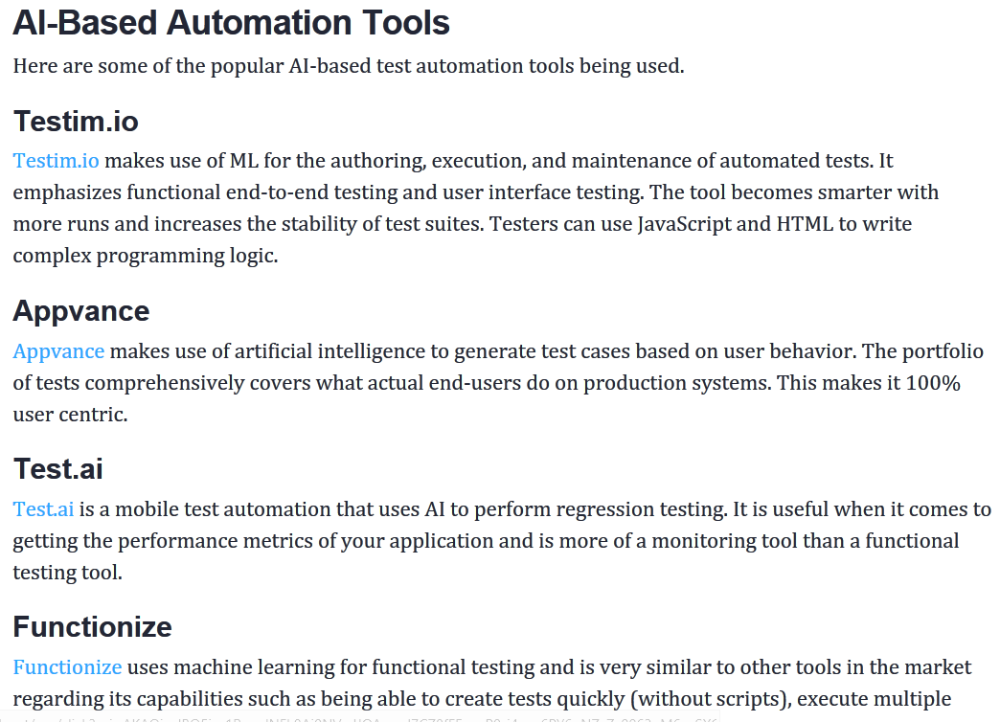 AI-Based Automation Tools
Here are some of the popular AI-based test automation tools being used.
Testim.io
Testim.io makes use of ML for the authoring, execution, and maintenance of automated tests. It
emphasizes functional end-to-end testing and user interface testing. The tool becomes smarter with
more runs and increases the stability of test suites. Testers can use JavaScript and HTML to write
complex programming logic.
Appvance
Appvance makes use of artificial intelligence to generate test cases based on user behavior. The portfolio
of tests comprehensively covers what actual end-users do on production systems. This makes it 100%
user centric.
Test.ai
Test.ai is a mobile test automation that uses AI to perform regression testing. It is useful when it comes to
getting the performance metrics of your application and is more of a monitoring tool than a functional
testing tool.
Functionize
Functionize uses machine learning for functional testing and is very similar to other tools in the market
regarding its capabilities such as being able to create tests quickly (without scripts), execute multiple